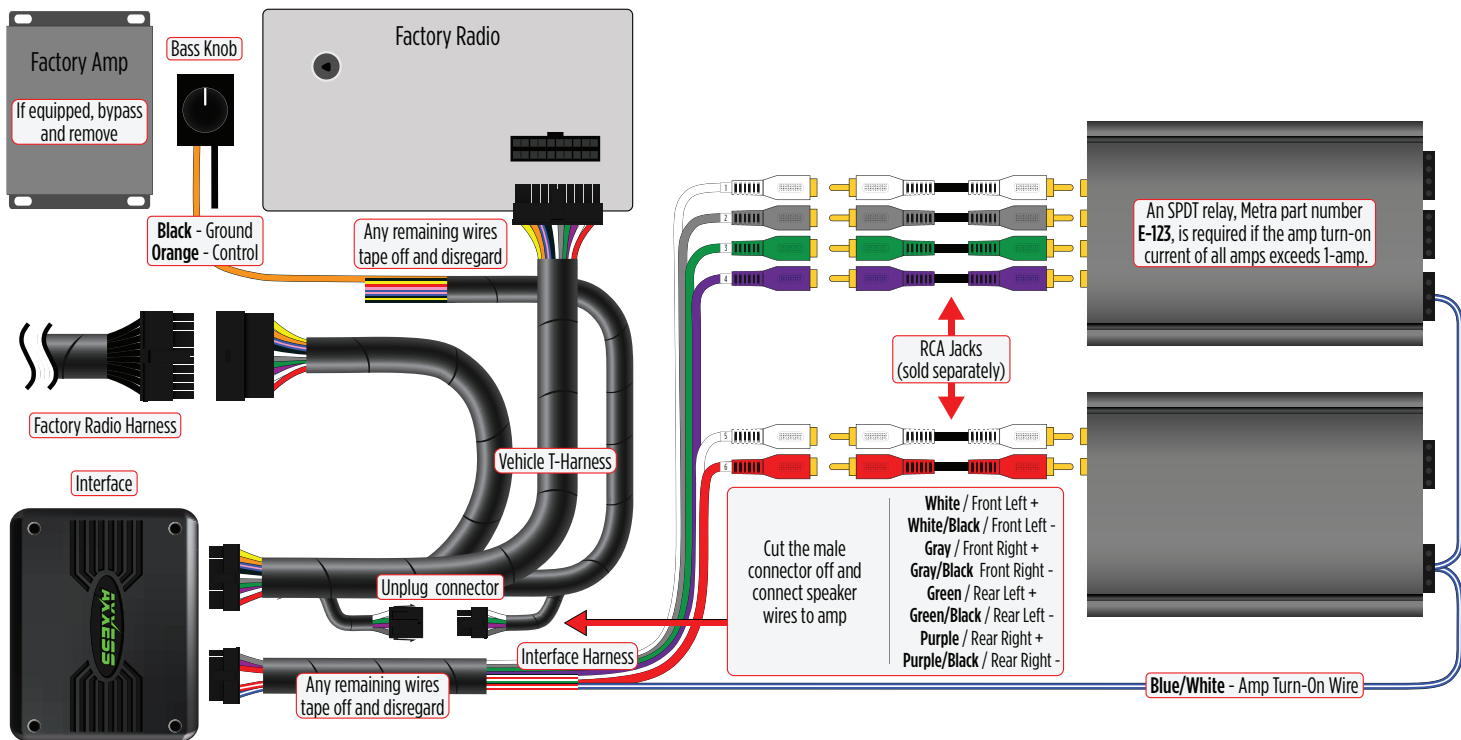 Factory Amp
If equipped, bypass
and remove
Bass Knob
Black - Ground
Orange - Control
Factory Radio
Any remaining wires
tape off and disregard
Factory Radio Harness
Vehicle T-Harness
Interface
AXXESS
Unplug connector
Interface Harness
Any remaining wires
tape off and disregard
1
2
3
4
RCA Jacks
(sold separately)
5
6
An SPDT relay, Metra part number
E-123, is required if the amp turn-on
current of all amps exceeds 1-amp.
Cut the male
connector off and
connect speaker
wires to amp
White / Front Left +
White/Black / Front Left -
Gray / Front Right +
Gray/Black Front Right -
Green / Rear Left +
Green/Black / Rear Left -
Purple / Rear Right +
Purple/Black / Rear Right -
Blue/White - Amp Turn-On Wire